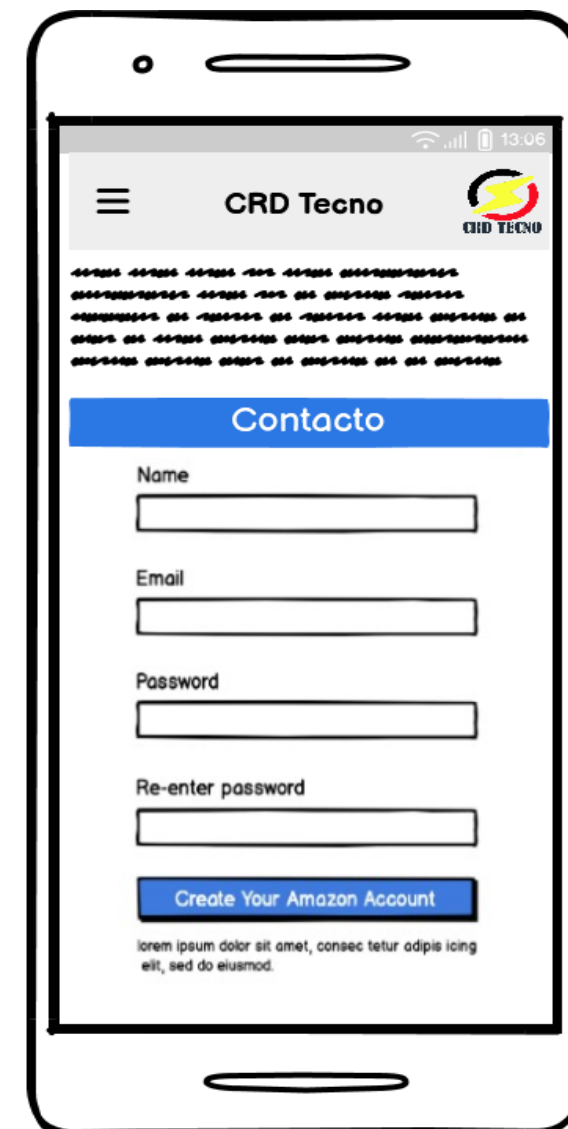 13:06
CRD Tecno
CRD TECNO
Contacto
Name
Email
Password
Re-enter password
Create Your Amazon Account
lorem ipsum dolor sit amet, consec tetur adipis icing
elit, sed do eiusmod.